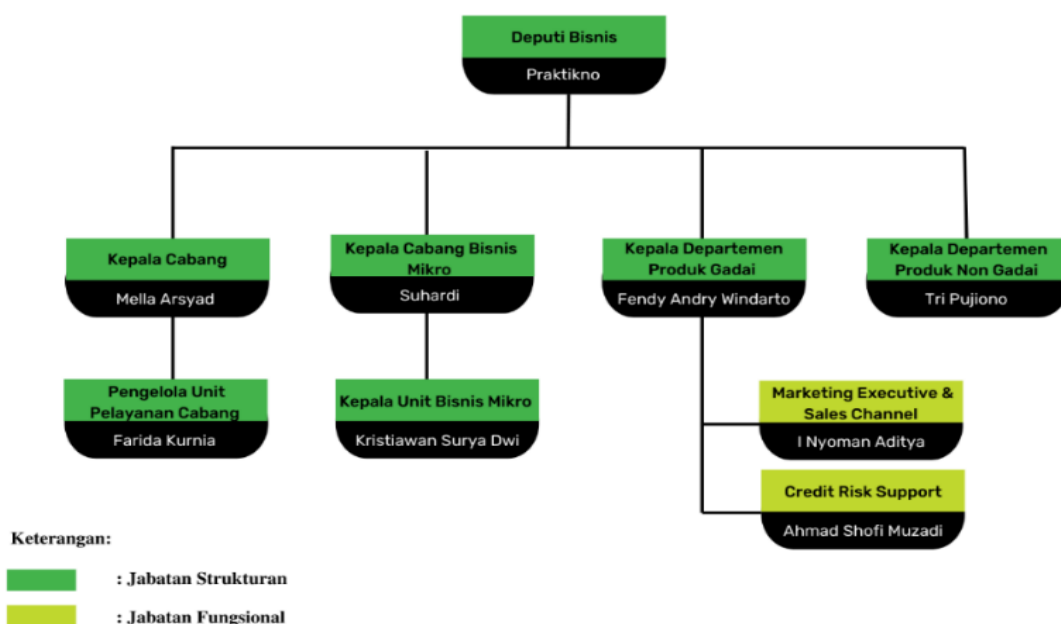 Deputi Bisnis
Praktikno
Kepala Cabang
Mella Arsyad
Kepala Cabang Bisnis
Mikro
Suhardi
Kepala Departemen
Produk Gadai
Fendy Andry Windarto
Kepala Departemen
Produk Non Gadai
Tri Pujiono
Pengelola Unit
Pelayanan Cabang
Farida Kurnia
Kepala Unit Bisnis Mikro
Kristiawan Surya Dwi
Marketing Executive &
Sales Channel
I Nyoman Aditya
Credit Risk Support
Ahmad Shofi Muzadi
Keterangan:
: Jabatan Strukturan
: Jabatan Fungsional